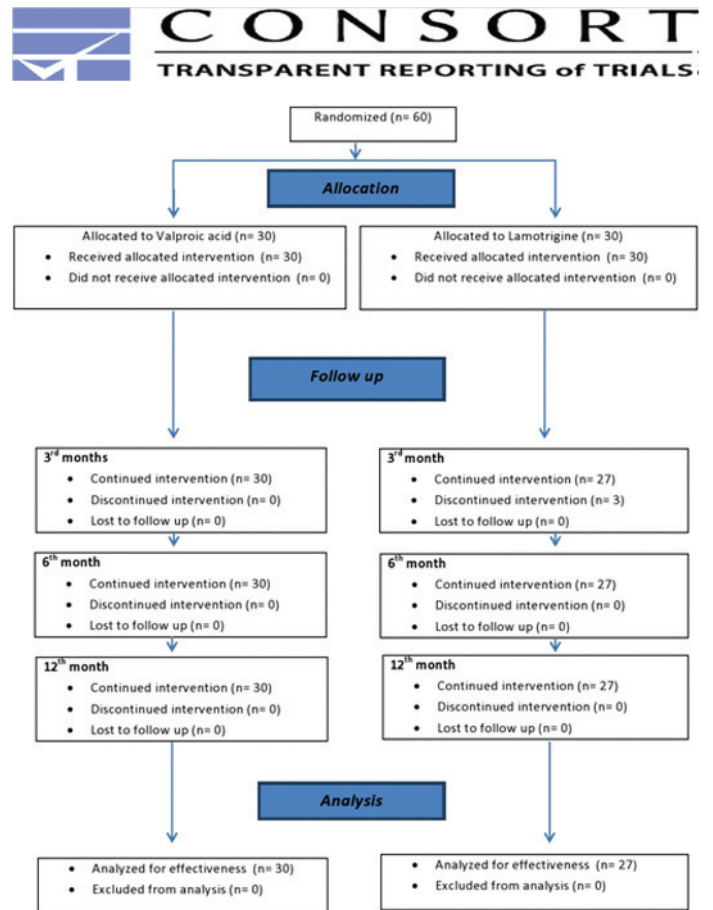 CONSORT
TRANSPARENT REPORTING of TRIALS
Randomized (n= 60)
Allocation
Allocated to Valproic acid (n= 30)
• Received allocated intervention (n= 30)
• Did not receive allocated intervention (n= 0)
Allocated to Lamotrigine (n= 30)
• Received allocated intervention (n= 30)
• Did not receive allocated intervention (n= 0)
Follow up
3rd months
• Continued intervention (n= 30)
• Discontinued intervention (n= 0)
• Lost to follow up (n= 0)
3rd month
• Continued intervention (n= 27)
• Discontinued intervention (n= 3)
• Lost to follow up (n= 0)
6th month
• Continued intervention (n= 30)
• Discontinued intervention (n= 0)
• Lost to follow up (n= 0)
6th month
• Continued intervention (n= 27)
• Discontinued intervention (n= 0)
• Lost to follow up (n= 0)
12th month
• Continued intervention (n= 30)
• Discontinued intervention (n= 0)
• Lost to follow up (n= 0)
12th month
• Continued intervention (n= 27)
• Discontinued intervention (n= 0)
• Lost to follow up (n= 0)
Analysis
• Analyzed for effectiveness (n= 30)
• Excluded from analysis (n= 0)
• Analyzed for effectiveness (n= 27)
• Excluded from analysis (n= 0)